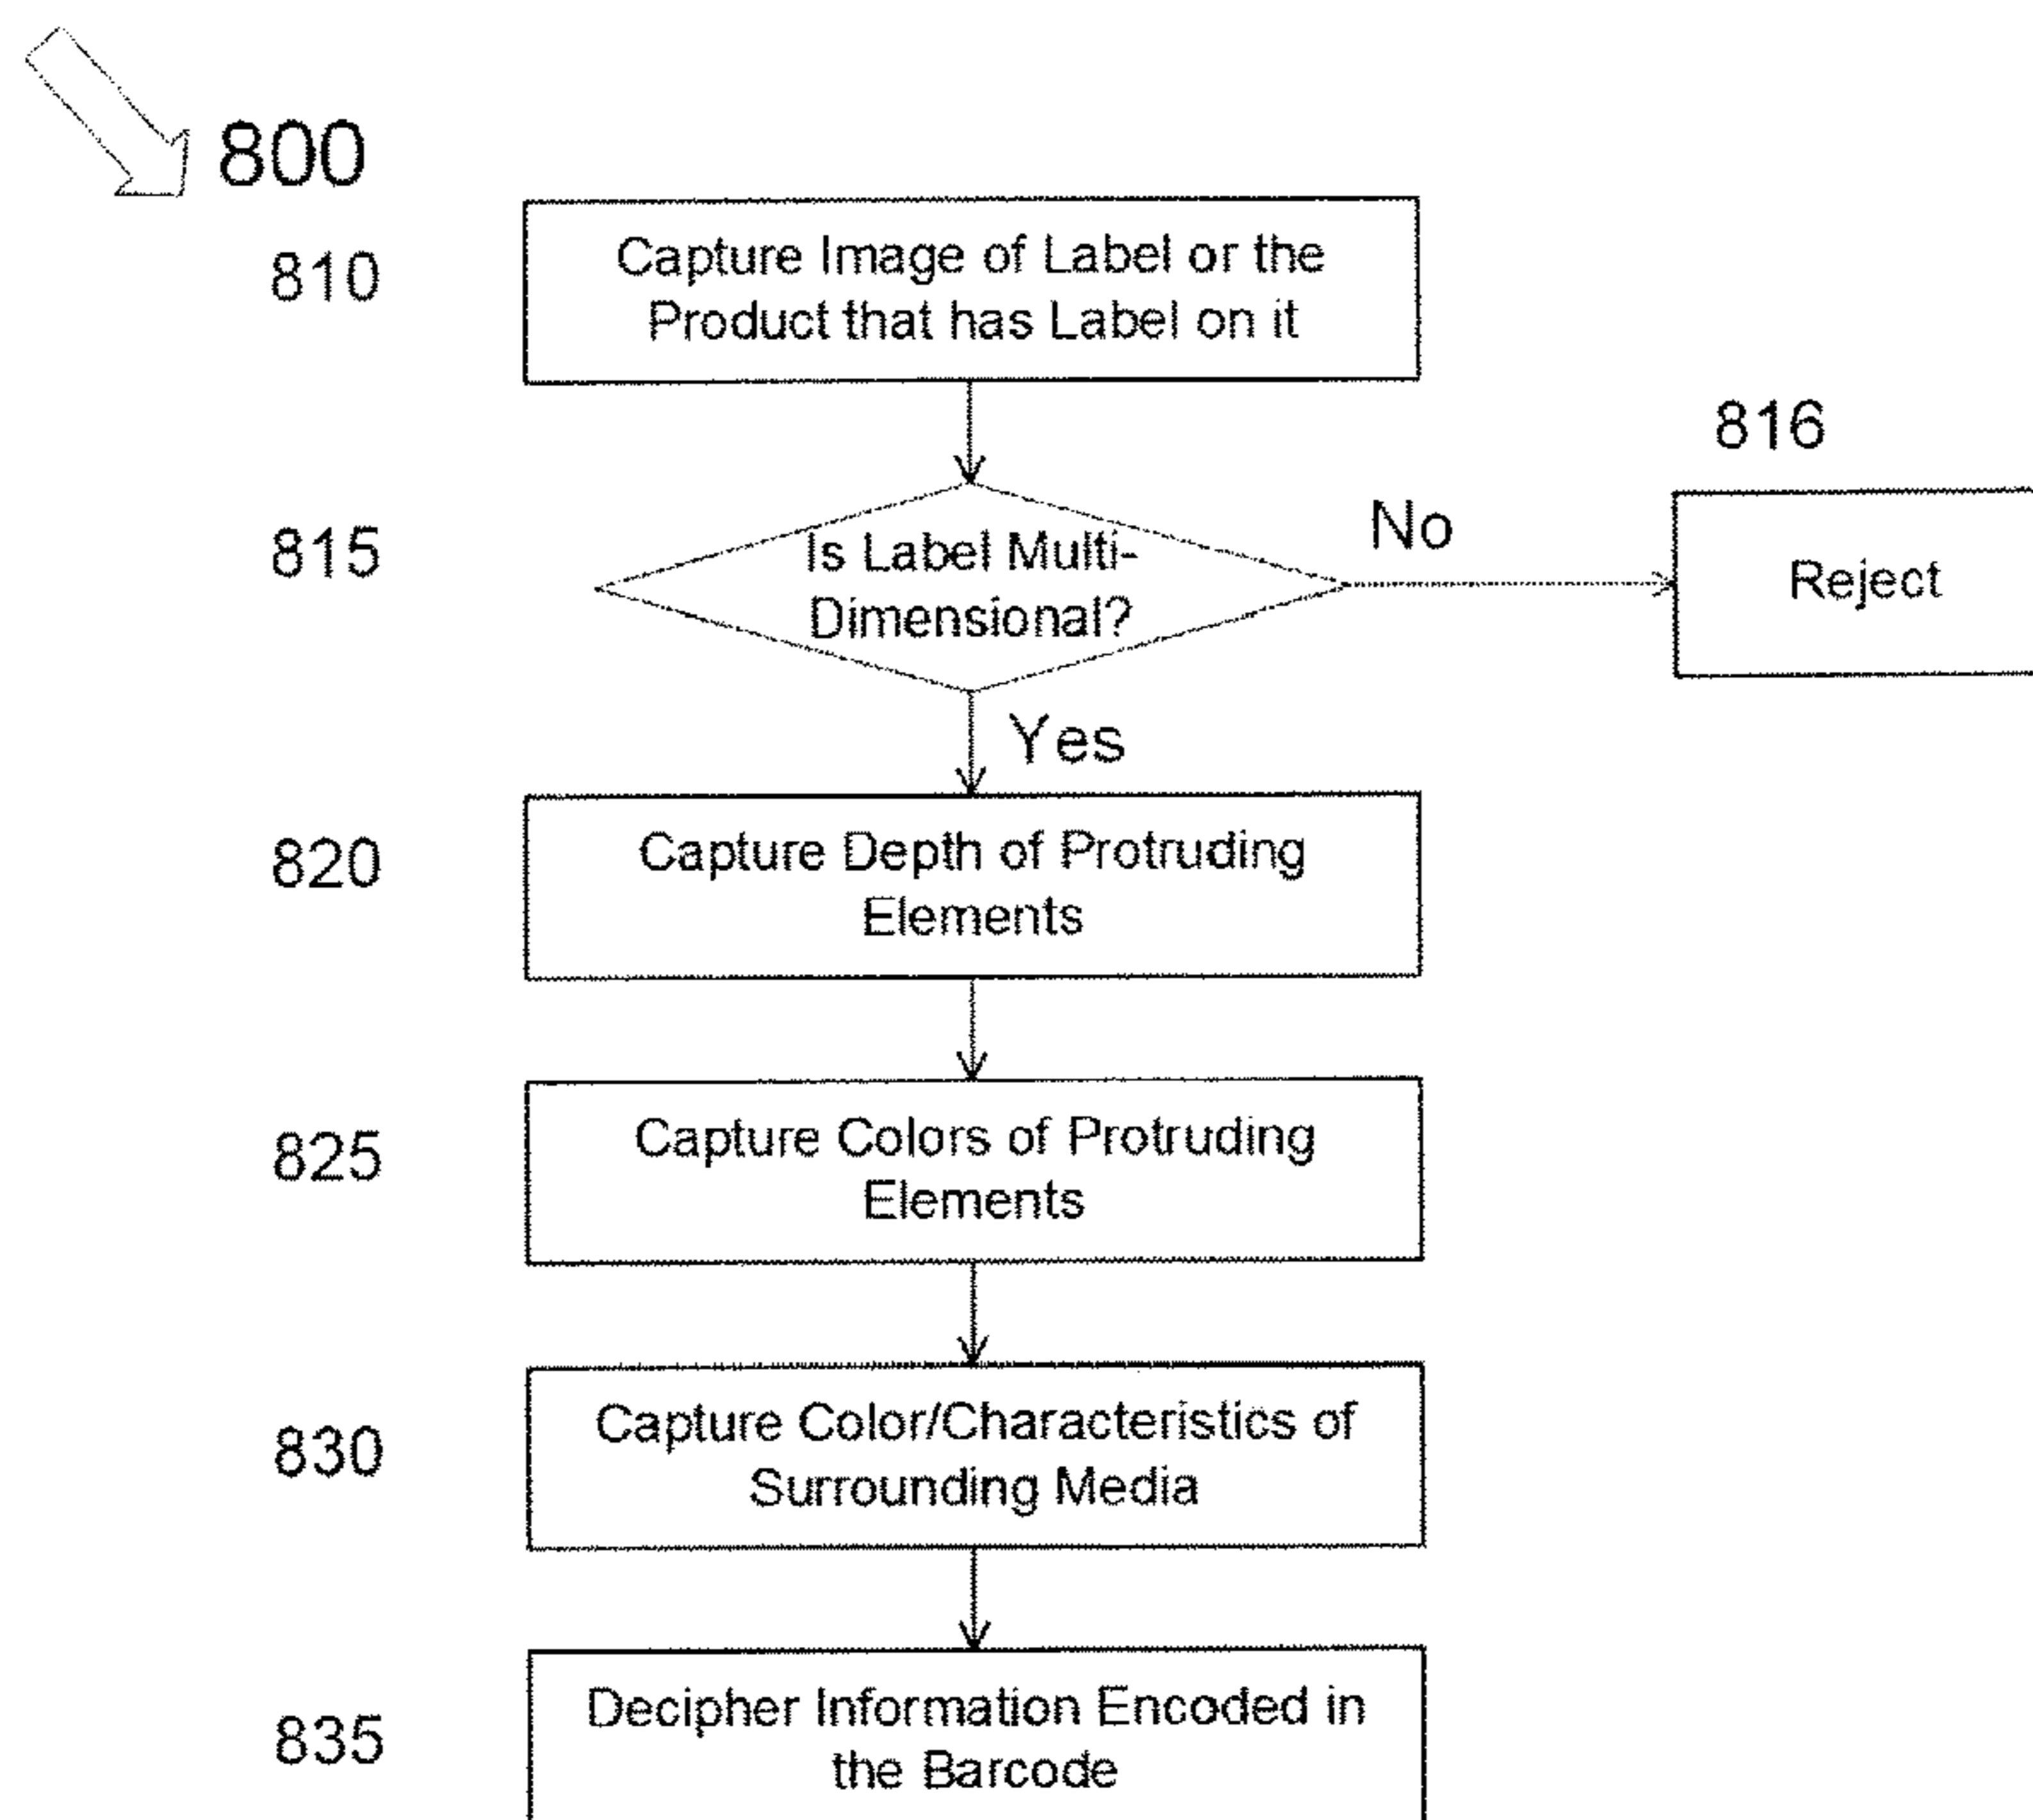 800
810
Capture Image of Label or the
Product that has Label on it
816
815
Is Label Multi-
Dimensional?
No
Reject
Yes
820
Capture Depth of Protruding
Elements
825
Capture Colors of Protruding
Elements
830
Capture Color/Characteristics of
Surrounding Media
835
Decipher Information Encoded in
the Barcode